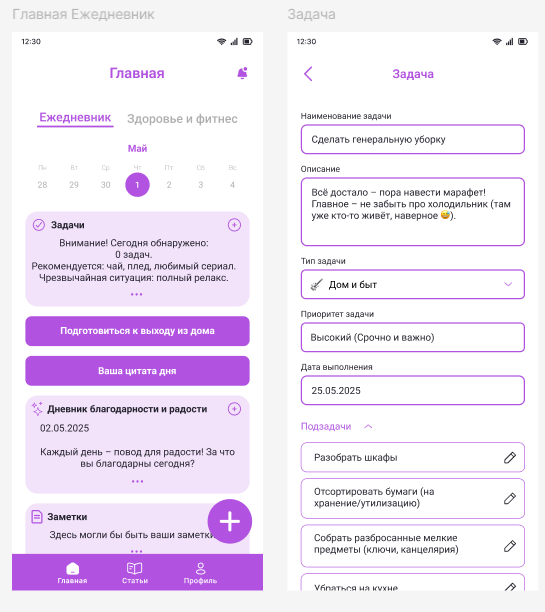 Главная Ежедневник
12:30
Главная
Ежедневник Здоровье и фитнес
Май
Пн Вт Ср Чт Пт Сб Вс
28 29 30 1 2 3 4
Задачи
Внимание! Сегодня обнаружено:
0 задач.
Рекомендуется: чай, плед, любимый сериал.
Чрезвычайная ситуация: полный релакс.
Подготовиться к выходу из дома
Ваша цитата дня
Дневник благодарности и радости
02.05.2025
Каждый день – повод для радости! За что
вы благодарны сегодня?
Заметки
Здесь могли бы быть ваши заметки
Главная Статьи Профиль
Задача
12:30
Задача
Наименование задачи
Сделать генеральную уборку
Описание
Всё достало – пора навести марафет!
Главное – не забыть про холодильник (там
уже кто-то живёт, наверное 😅).
Тип задачи
Дом и быт
Приоритет задачи
Высокий (Срочно и важно)
Дата выполнения
25.05.2025
Подзадачи
Разобрать шкафы
Отсортировать бумаги (на
хранение/утилизацию)
Собрать разбросанные мелкие
предметы (ключи, канцелярия)
Убраться на кухне